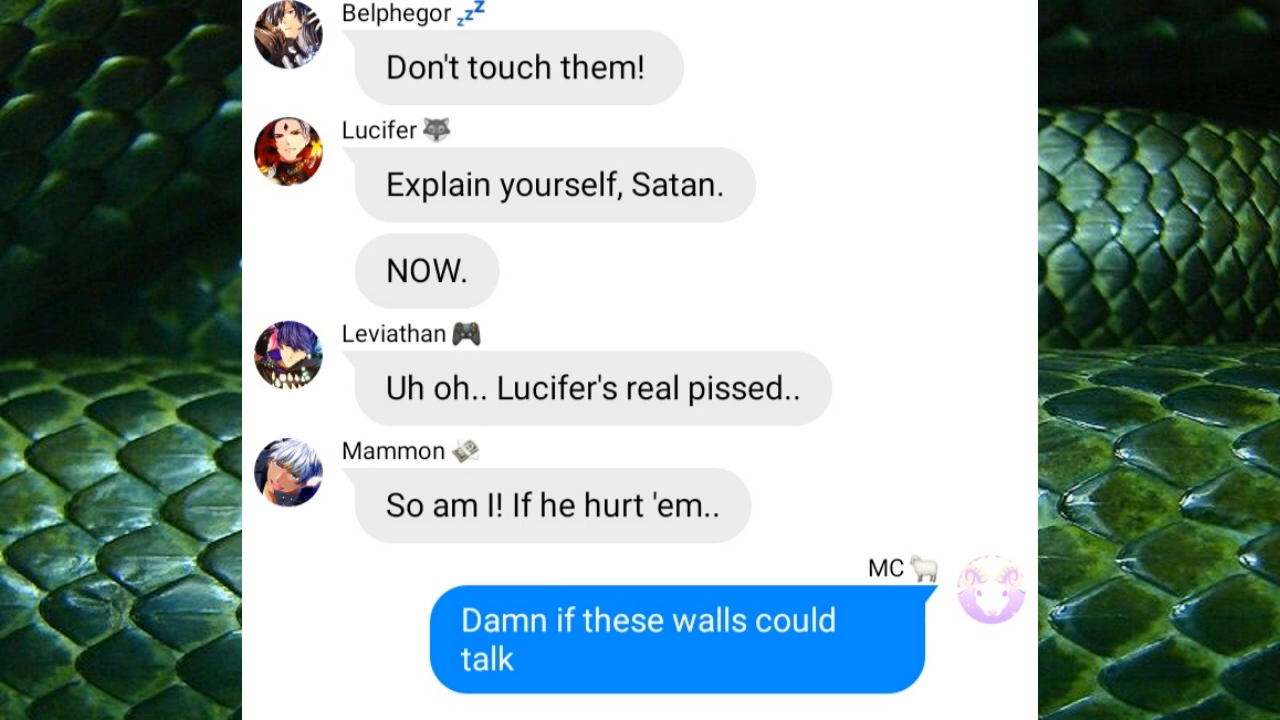 Belphegor 💤
Don't touch them!
Lucifer 🐺
Explain yourself, Satan.
NOW.
Leviathan 🎮
Uh oh.. Lucifer's real pissed..
Mammon 💸
So am I! If he hurt 'em..
MC 🐑
Damn if these walls could
talk